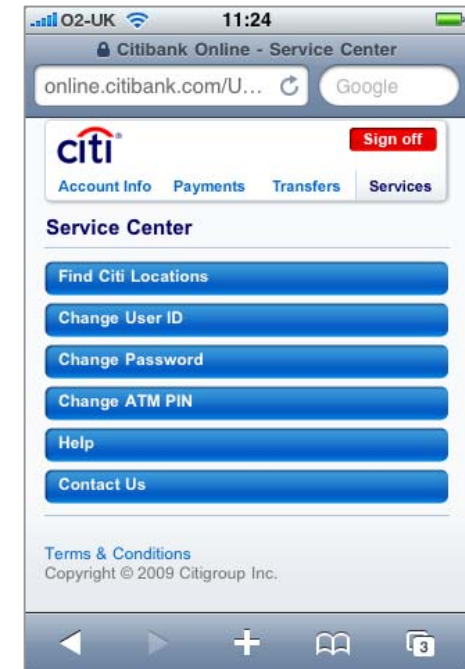 O2-UK 11:24
Citibank Online - Service Center
online.citibank.com/U... Google
citi®
Sign off
Account Info Payments Transfers Services
Service Center
Find Citi Locations
Change User ID
Change Password
Change ATM PIN
Help
Contact Us
Terms & Conditions
Copyright © 2009 Citigroup Inc.
3